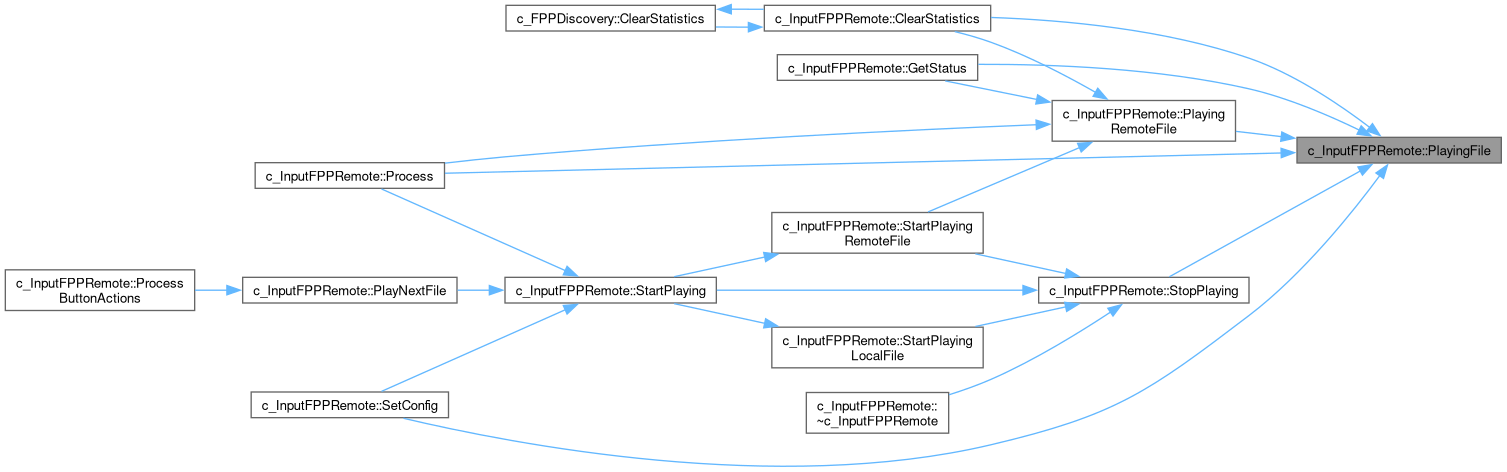 c_FPPDiscovery::ClearStatistics
c_InputFPPRemote::ClearStatistics
c_InputFPPRemote::GetStatus
c_InputFPPRemote::Playing
RemoteFile
c_InputFPPRemote::PlayingFile
c_InputFPPRemote::Process
c_InputFPPRemote::StartPlaying
RemoteFile
c_InputFPPRemote::Process
ButtonActions
c_InputFPPRemote::PlayNextFile
c_InputFPPRemote::StartPlaying
c_InputFPPRemote::StopPlaying
c_InputFPPRemote::StartPlaying
LocalFile
c_InputFPPRemote::SetConfig
c_InputFPPRemote::
~c_InputFPPRemote